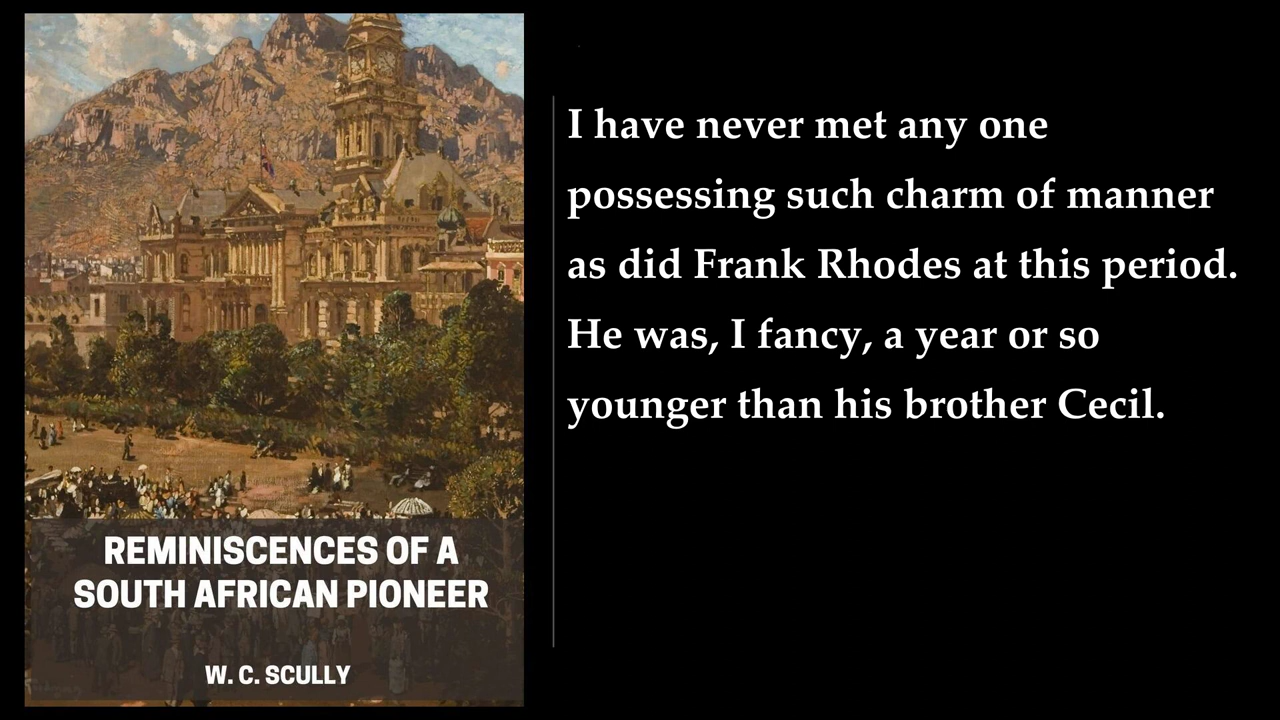 I have never met any one
possessing such charm of manner
as did Frank Rhodes at this period.
He was, I fancy, a year or so
younger than his brother Cecil.
REMINISCENCES OF A
SOUTH AFRICAN PIONEER
W. C. SCULLY